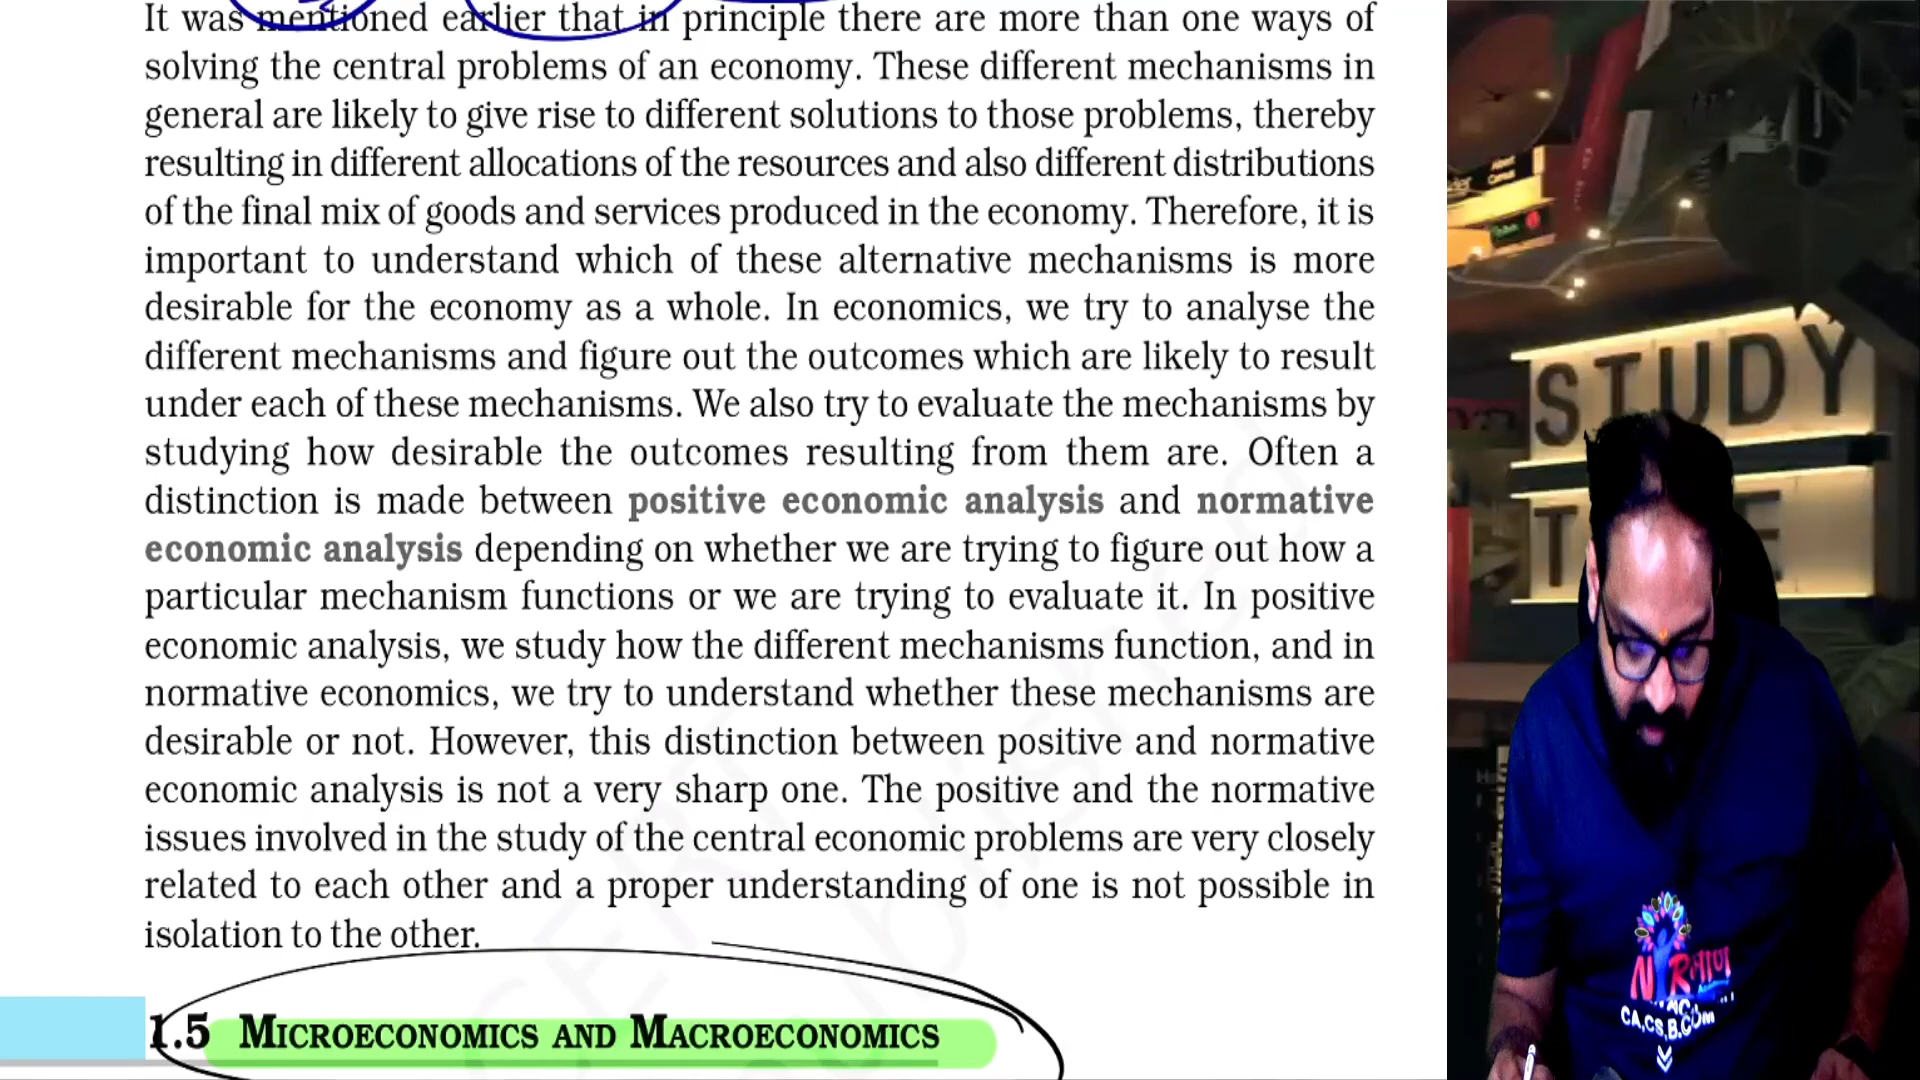 It was mentioned earlier that in principle there are more than one ways of
solving the central problems of an economy. These different mechanisms in
general are likely to give rise to different solutions to those problems, thereby
resulting in different allocations of the resources and also different distributions
of the final mix of goods and services produced in the economy. Therefore, it is
important to understand which of these alternative mechanisms is more
desirable for the economy as a whole. In economics, we try to analyse the
different mechanisms and figure out the outcomes which are likely to result
under each of these mechanisms. We also try to evaluate the mechanisms by
studying how desirable the outcomes resulting from them are. Often a
distinction is made between positive economic analysis and normative
economic analysis depending on whether we are trying to figure out how a
particular mechanism functions or we are trying to evaluate it. In positive
economic analysis, we study how the different mechanisms function, and in
normative economics, we try to understand whether these mechanisms are
desirable or not. However, this distinction between positive and normative
economic analysis is not a very sharp one. The positive and the normative
issues involved in the study of the central economic problems are very closely
related to each other and a proper understanding of one is not possible in
isolation to the other.
1.5 MICROECONOMICS AND MACROECONOMICS
STUDY
CA,CS,B.Com